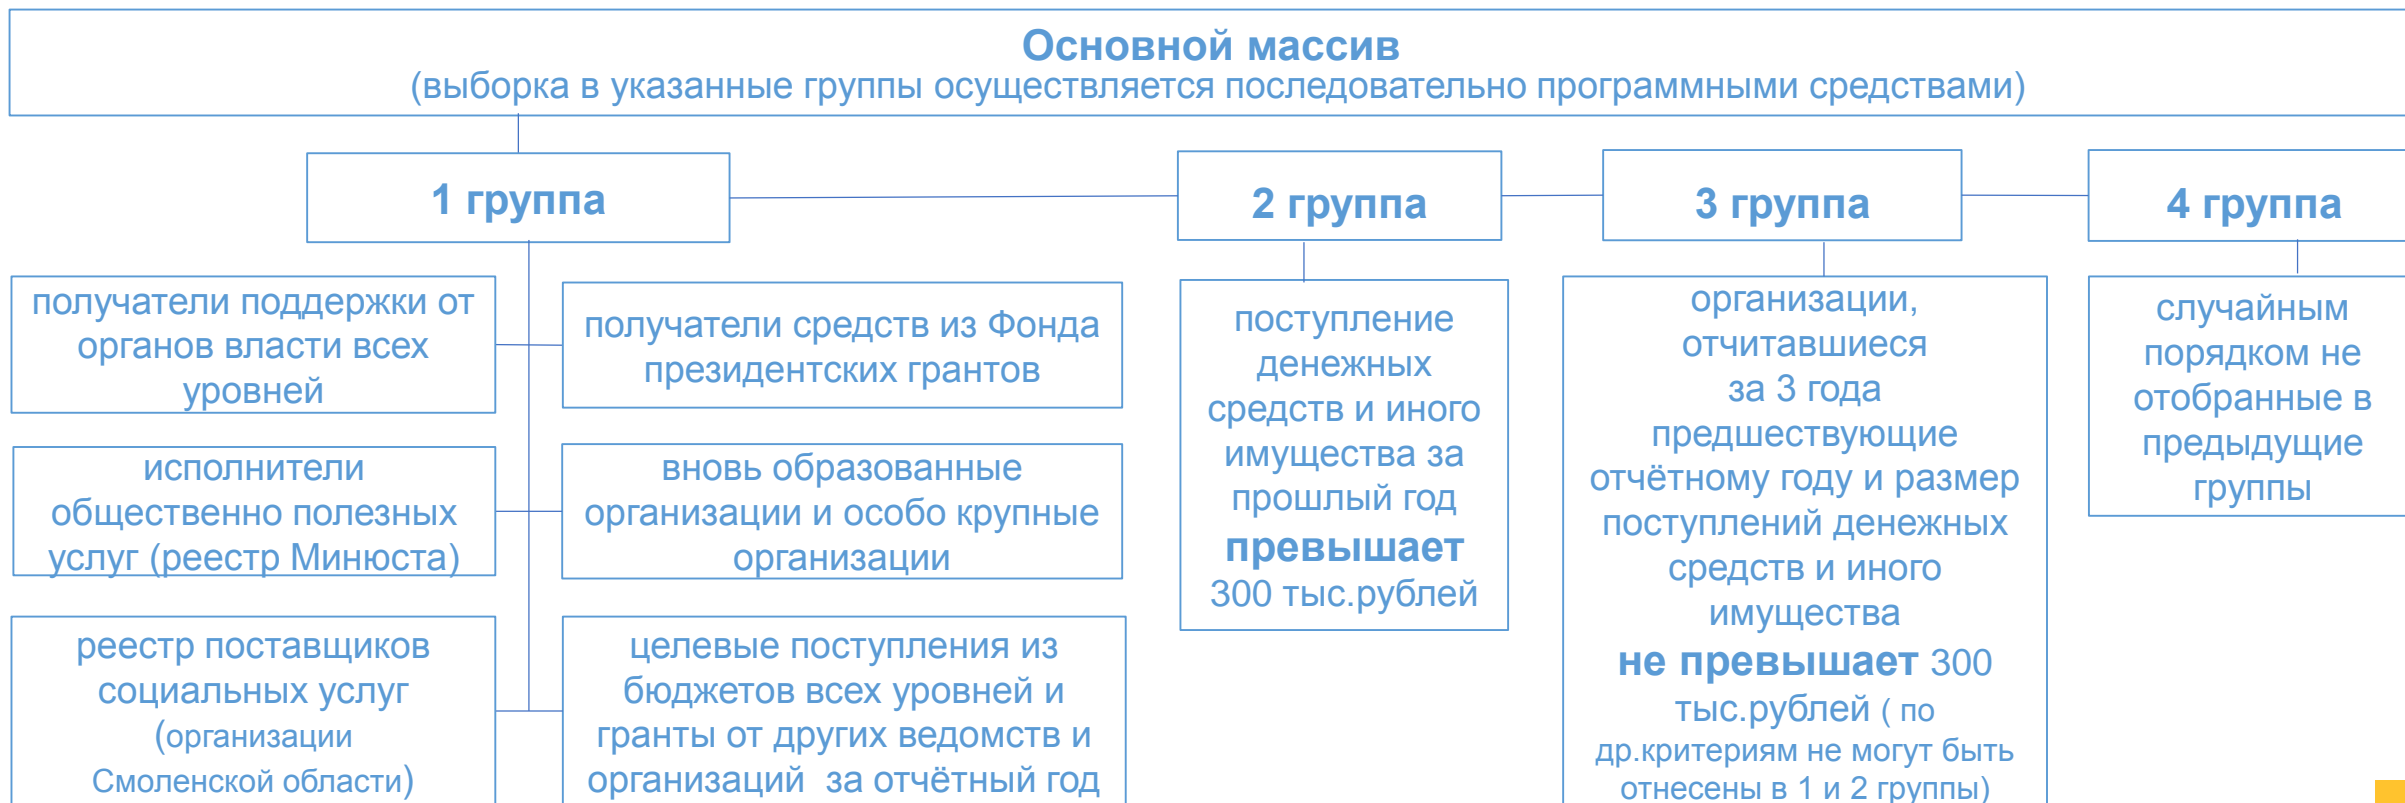 Основной массив
(выборка в указанные группы осуществляется последовательно программными средствами)
1 группа
2 группа
3 группа
4 группа
получатели поддержки от
органов власти всех
уровней
получатели средств из Фонда
президентских грантов
исполнители
общественно полезных
услуг (реестр Минюста)
вновь образованные
организации и особо крупные
организации
реестр поставщиков
социальных услуг
(организации
Смоленской области)
целевые поступления из
бюджетов всех уровней и
гранты от других ведомств и
организаций за отчётный год
поступление
денежных
средств и иного
имущества за
прошлый год
превышает
300 тыс.рублей
организации,
отчитавшиеся
за 3 года
предшествующие
отчётному году и размер
поступлений денежных
средств и иного
имущества
не превышает 300
тыс.рублей ( по
др.критериям не могут быть
отнесены в 1 и 2 группы)
случайным
порядком не
отобранные в
предыдущие
группы